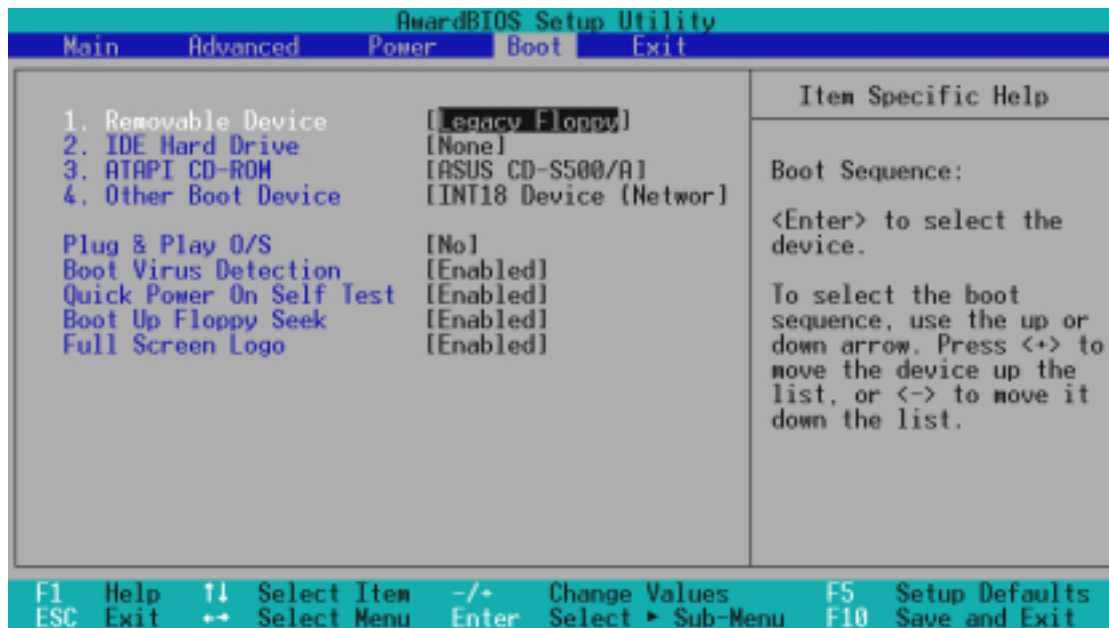 AwardBIOS Setup Utility
Main Advanced Power Boot Exit
1. Removable Device [Legacy Floppy]
2. IDE Hard Drive [None]
3. ATAPI CD-ROM [ASUS CD-S500/A]
4. Other Boot Device [INT18 Device (Networ]
Plug & Play O/S [No]
Boot Virus Detection [Enabled]
Quick Power On Self Test [Enabled]
Boot Up Floppy Seek [Enabled]
Full Screen Logo [Enabled]
Item Specific Help
Boot Sequence:
<Enter> to select the
device.
To select the boot
sequence, use the up or
down arrow. Press <+> to
move the device up the
list, or <-> to move it
down the list.
F1 Help ↑↓ Select Item -/+ Change Values F5 Setup Defaults
ESC Exit ←→ Select Menu Enter Select ► Sub-Menu F10 Save and Exit